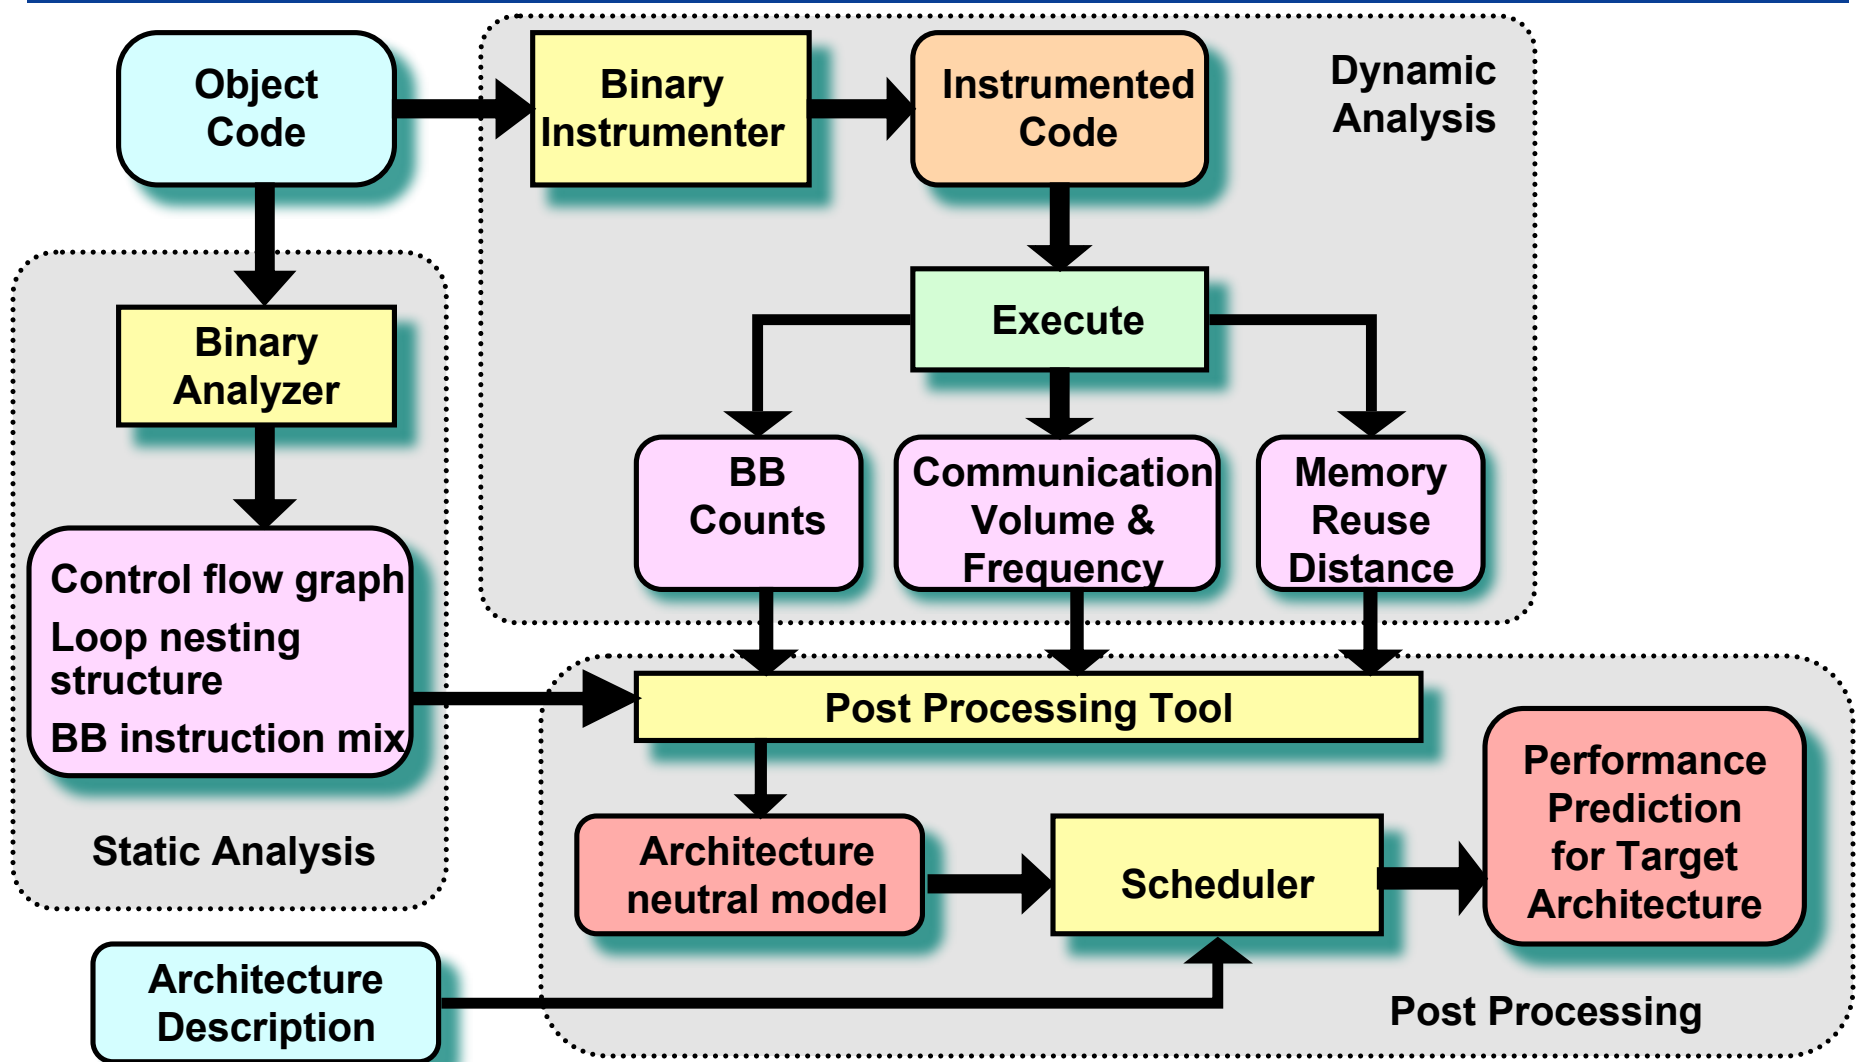 Object
Code
Binary
Instrumenter
Instrumented
Code
Dynamic
Analysis
Execute
Binary
Analyzer
BB
Counts
Communication
Volume &
Frequency
Memory
Reuse
Distance
Control flow graph
Loop nesting
structure
BB instruction mix
Static Analysis
Post Processing Tool
Architecture
neutral model
Scheduler
Performance
Prediction
for Target
Architecture
Architecture
Description
Post Processing